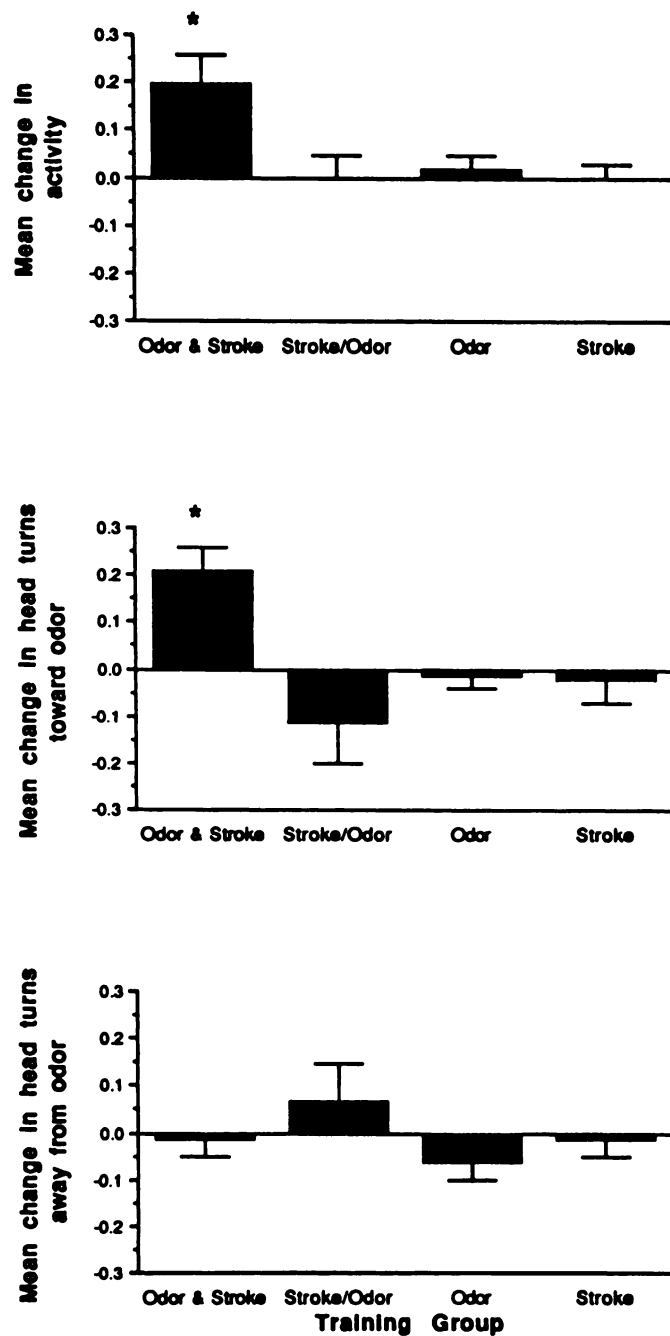 *
Mean change in
activity
0.3
0.2
0.1
0.0
-0.1
-0.2
-0.3
Odor & Stroke Stroke/Odor Odor Stroke
*
Mean change in head turns
toward odor
0.3
0.2
0.1
0.0
-0.1
-0.2
-0.3
Odor & Stroke Stroke/Odor Odor Stroke
Mean change in head turns
away from odor
0.3
0.2
0.1
0.0
-0.1
-0.2
-0.3
Odor & Stroke Stroke/Odor Odor Stroke
Training Group